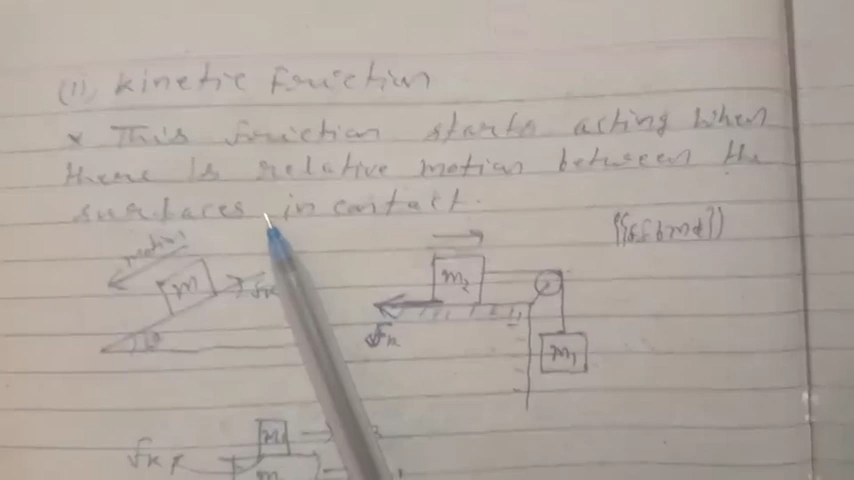 (ii) Kinetic Friction
* This friction starts acting when
there is relative motion between the
surfaces in contact.
motion
m
fk
θ
m2
fk
m1
fk
m